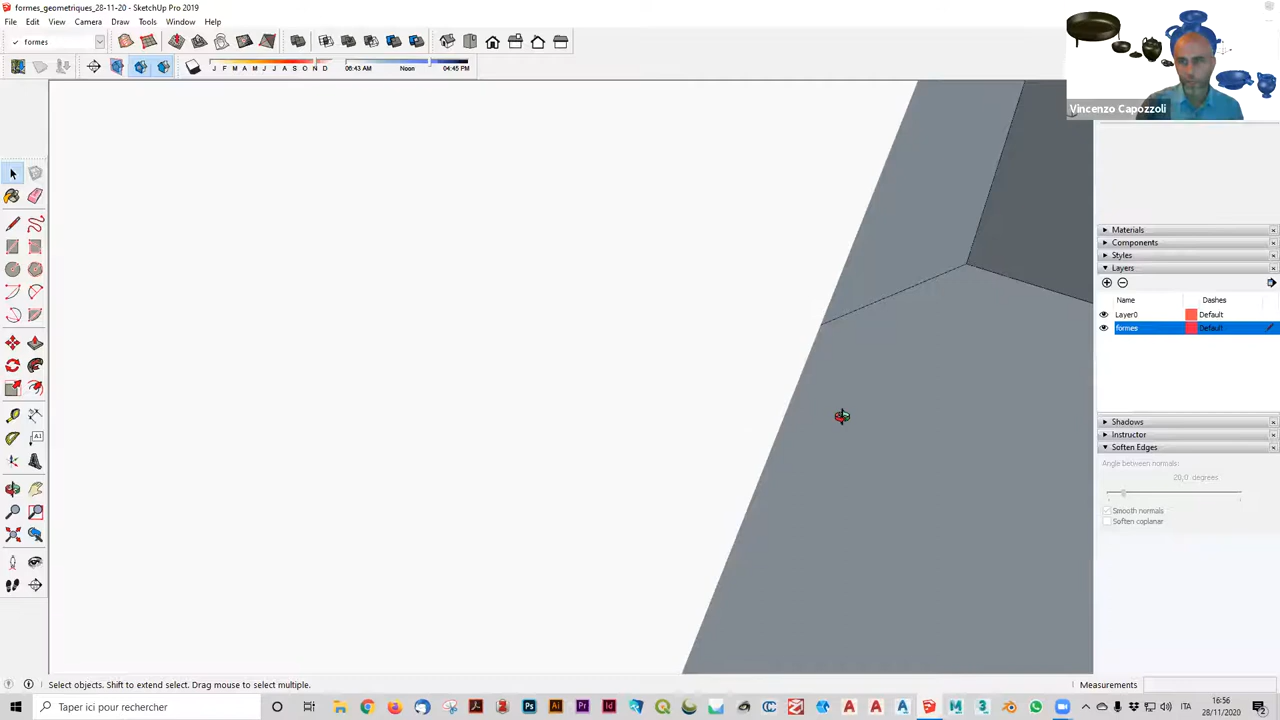 formes_geometriques_28-11-20 - SketchUp Pro 2019
File Edit View Camera Draw Tools Window Help
formes
J F M A M J J A S O N D
06:43 AM Noon 04:45 PM
Vincenzo Capozzoli
Materials
Components
Styles
Layers
Name Dashes
Layer0 Default
formes Default
Shadows
Instructor
Soften Edges
Angle between normals:
20,0 degrees
Smooth normals
Soften coplanar
Select objects. Shift to extend select. Drag mouse to select multiple.
Measurements
Taper ici pour rechercher
ITA
16:56
28/11/2020